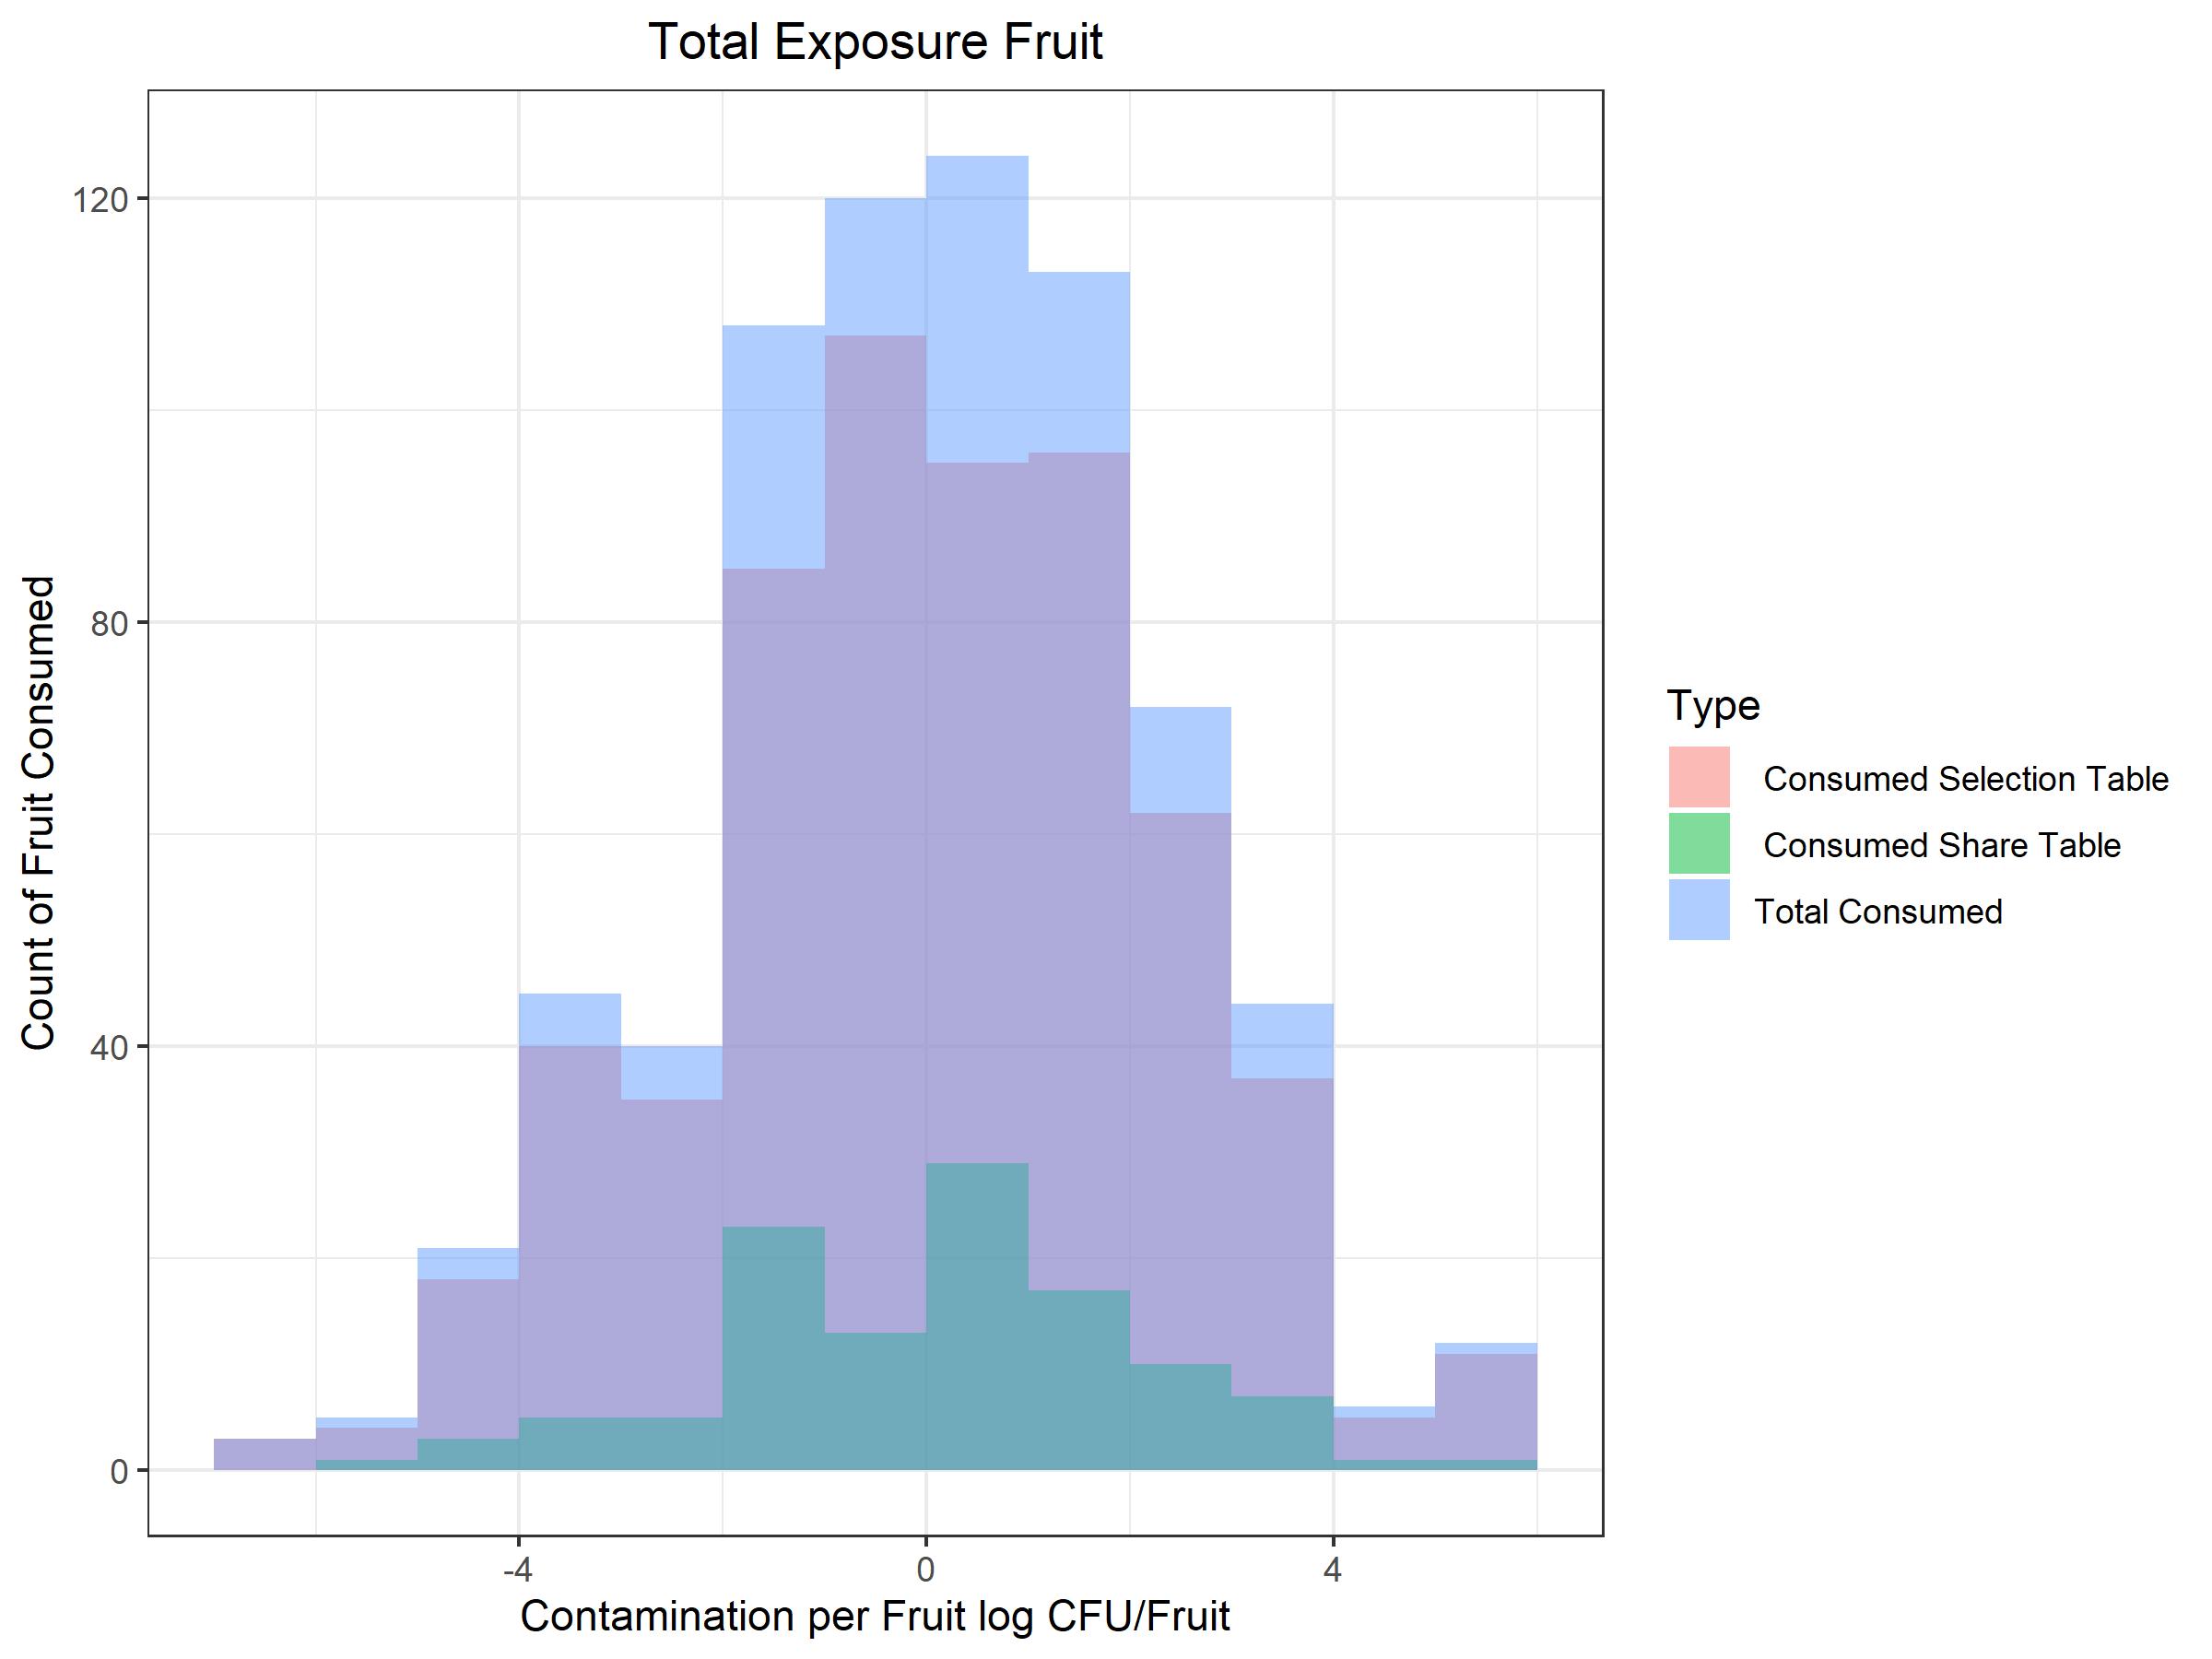 Total Exposure Fruit
120
80
40
0
Count of Fruit Consumed
-4
0
4
Contamination per Fruit log CFU/Fruit
Type
Consumed Selection Table
Consumed Share Table
Total Consumed